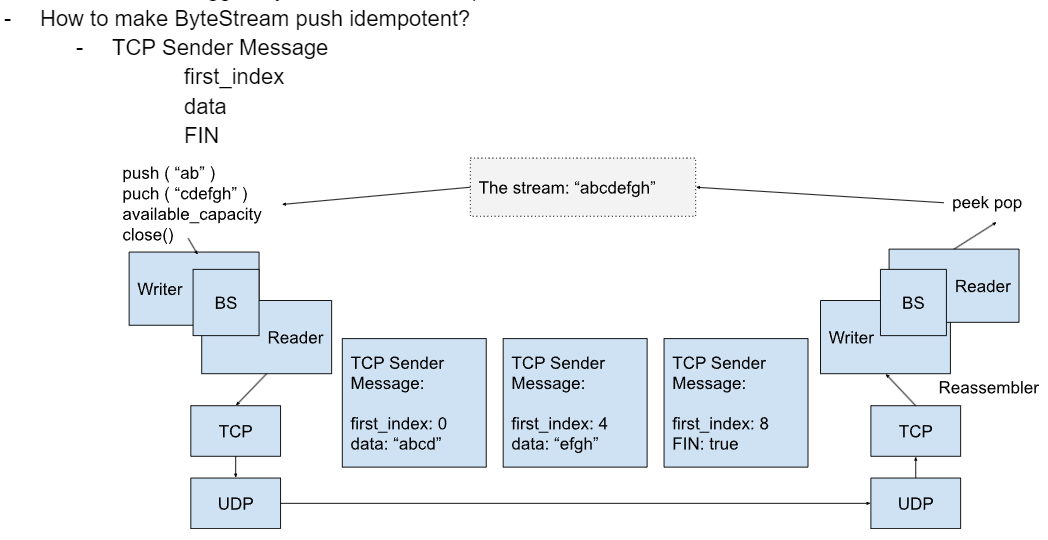 - How to make ByteStream push idempotent?
- TCP Sender Message
first_index
data
FIN
push ( “ab” )
puch ( “cdefgh” )
available_capacity
close()
The stream: “abcdefgh”
peek pop
Writer
BS
Reader
TCP Sender
Message:
first_index: 0
data: “abcd”
TCP Sender
Message:
first_index: 4
data: “efgh”
TCP Sender
Message:
first_index: 8
FIN: true
Reader
BS
Writer
Reassembler
TCP
TCP
UDP
UDP